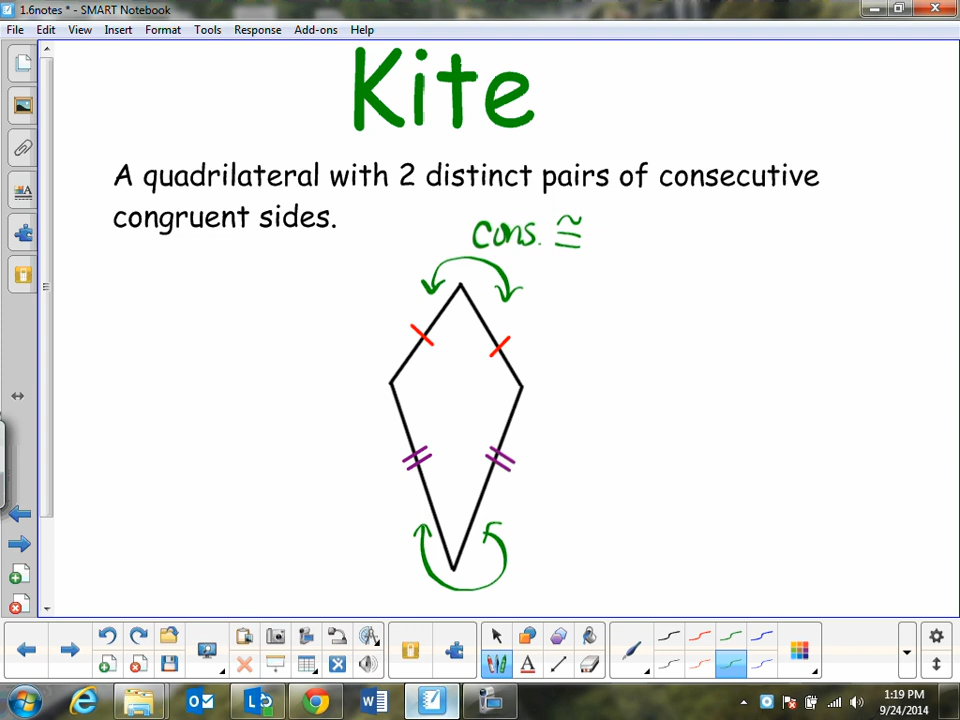 1.6notes * - SMART Notebook
File Edit View Insert Format Tools Response Add-ons Help
Kite
A quadrilateral with 2 distinct pairs of consecutive
congruent sides.
cons. ≅
1:19 PM
9/24/2014